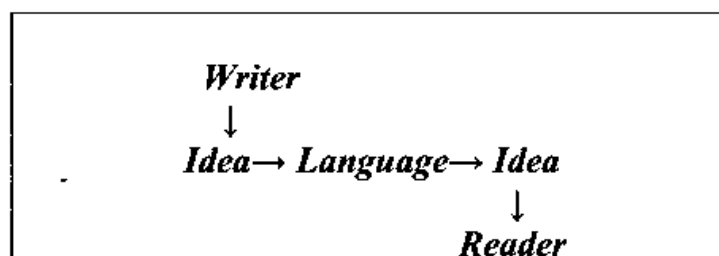 Writer
↓
Idea→ Language→ Idea
↓
Reader